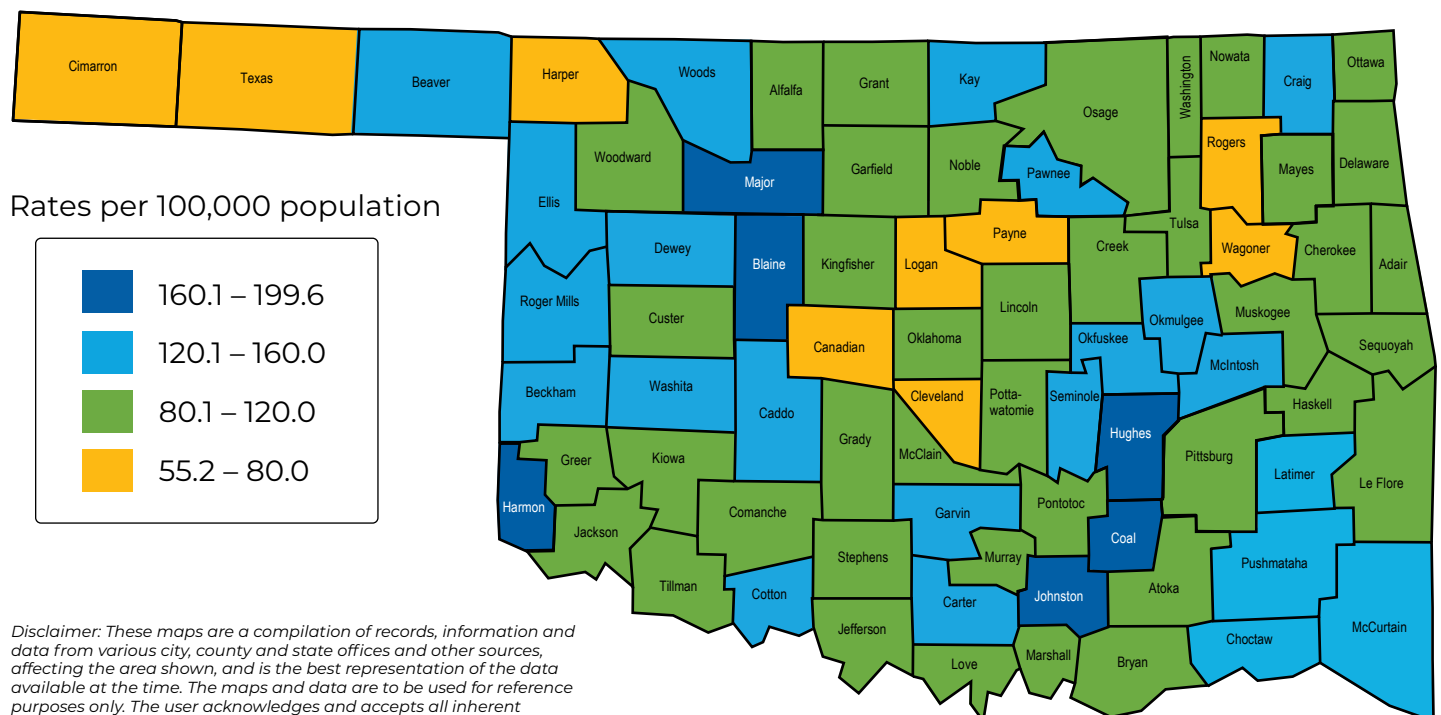 Cimarron
Texas
Beaver
Harper
Woods
Alfalfa
Grant
Kay
Osage
Washington
Nowata
Craig
Ottawa
Woodward
Major
Garfield
Noble
Pawnee
Rogers
Mayes
Delaware
Ellis
Dewey
Blaine
Kingfisher
Logan
Payne
Creek
Tulsa
Wagoner
Cherokee
Adair
Roger Mills
Custer
Canadian
Oklahoma
Lincoln
Okfuskee
Okmulgee
Muskogee
Sequoyah
Beckham
Washita
Caddo
Cleveland
Potta-
watomie
Seminole
McIntosh
Haskell
Harmon
Greer
Kiowa
Grady
McClain
Hughes
Pittsburg
Latimer
Le Flore
Jackson
Comanche
Garvin
Pontotoc
Coal
Tillman
Stephens
Murray
Atoka
Pushmataha
Cotton
Carter
Johnston
McCurtain
Jefferson
Love
Marshall
Bryan
Choctaw
Rates per 100,000 population
160.1 – 199.6
120.1 – 160.0
80.1 – 120.0
55.2 – 80.0
Disclaimer: These maps are a compilation of records, information and
data from various city, county and state offices and other sources,
affecting the area shown, and is the best representation of the data
available at the time. The maps and data are to be used for reference
purposes only. The user acknowledges and accepts all inherent